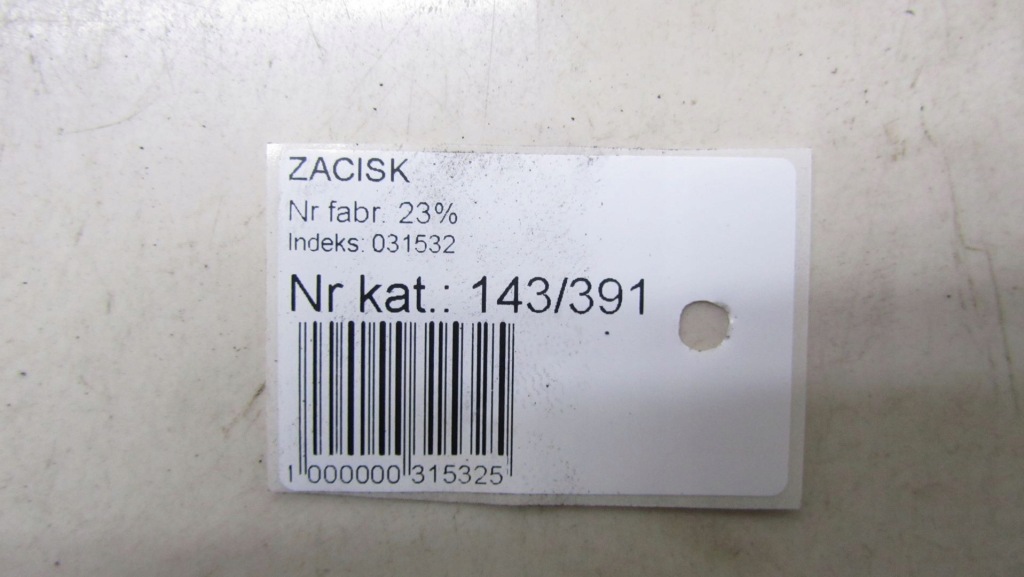 ZACISK
Nr fabr. 23%
Indeks: 031532
Nr kat.: 143/391
1 000000 315325